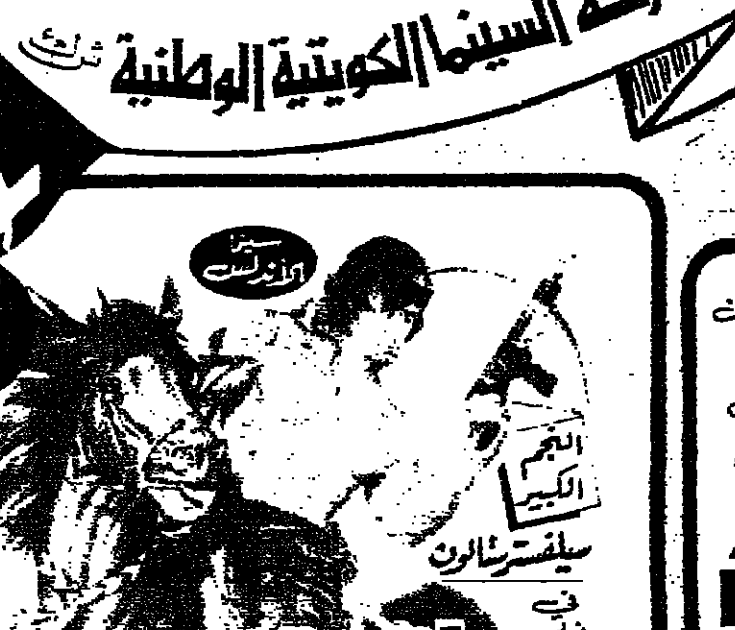 السينما الكويتية الوطنية
سينما
الأندلس
النجم
الكبير
سيلفستر ستالون
في